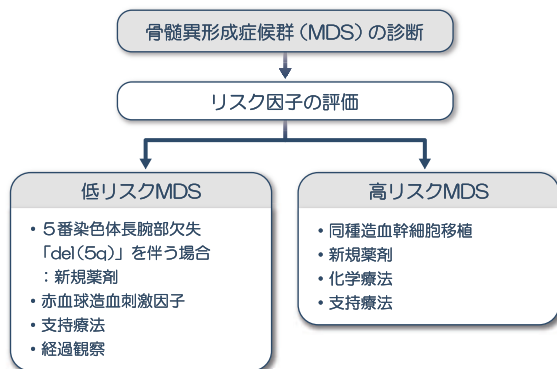 骨髄異形成症候群（MDS）の診断
リスク因子の評価
低リスクMDS
・5番染色体長腕部欠失
「del（5q）」を伴う場合
：新規薬剤
・赤血球造血刺激因子
・支持療法
・経過観察
高リスクMDS
・同種造血幹細胞移植
・新規薬剤
・化学療法
・支持療法